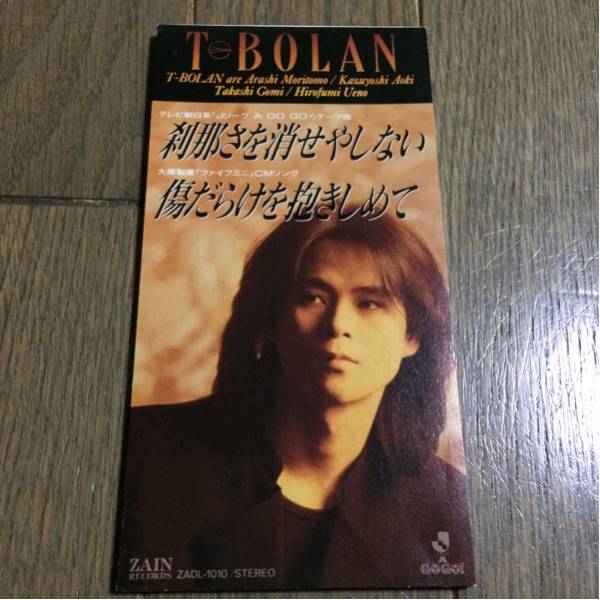 T-BOLAN
T-BOLAN are Arashi Moritomo / Kazuyoshi Aoki
Takashi Gomi / Hirofumi Ueno
テレビ朝日系「Jリーグ A GO GO!」テーマ曲
刹那さを消せやしない
大塚製薬「ファイブミニ」CMソング
傷だらけを抱きしめて
ZAIN
RECORDS ZADL-1010 / STEREO
J
A
GoGo!